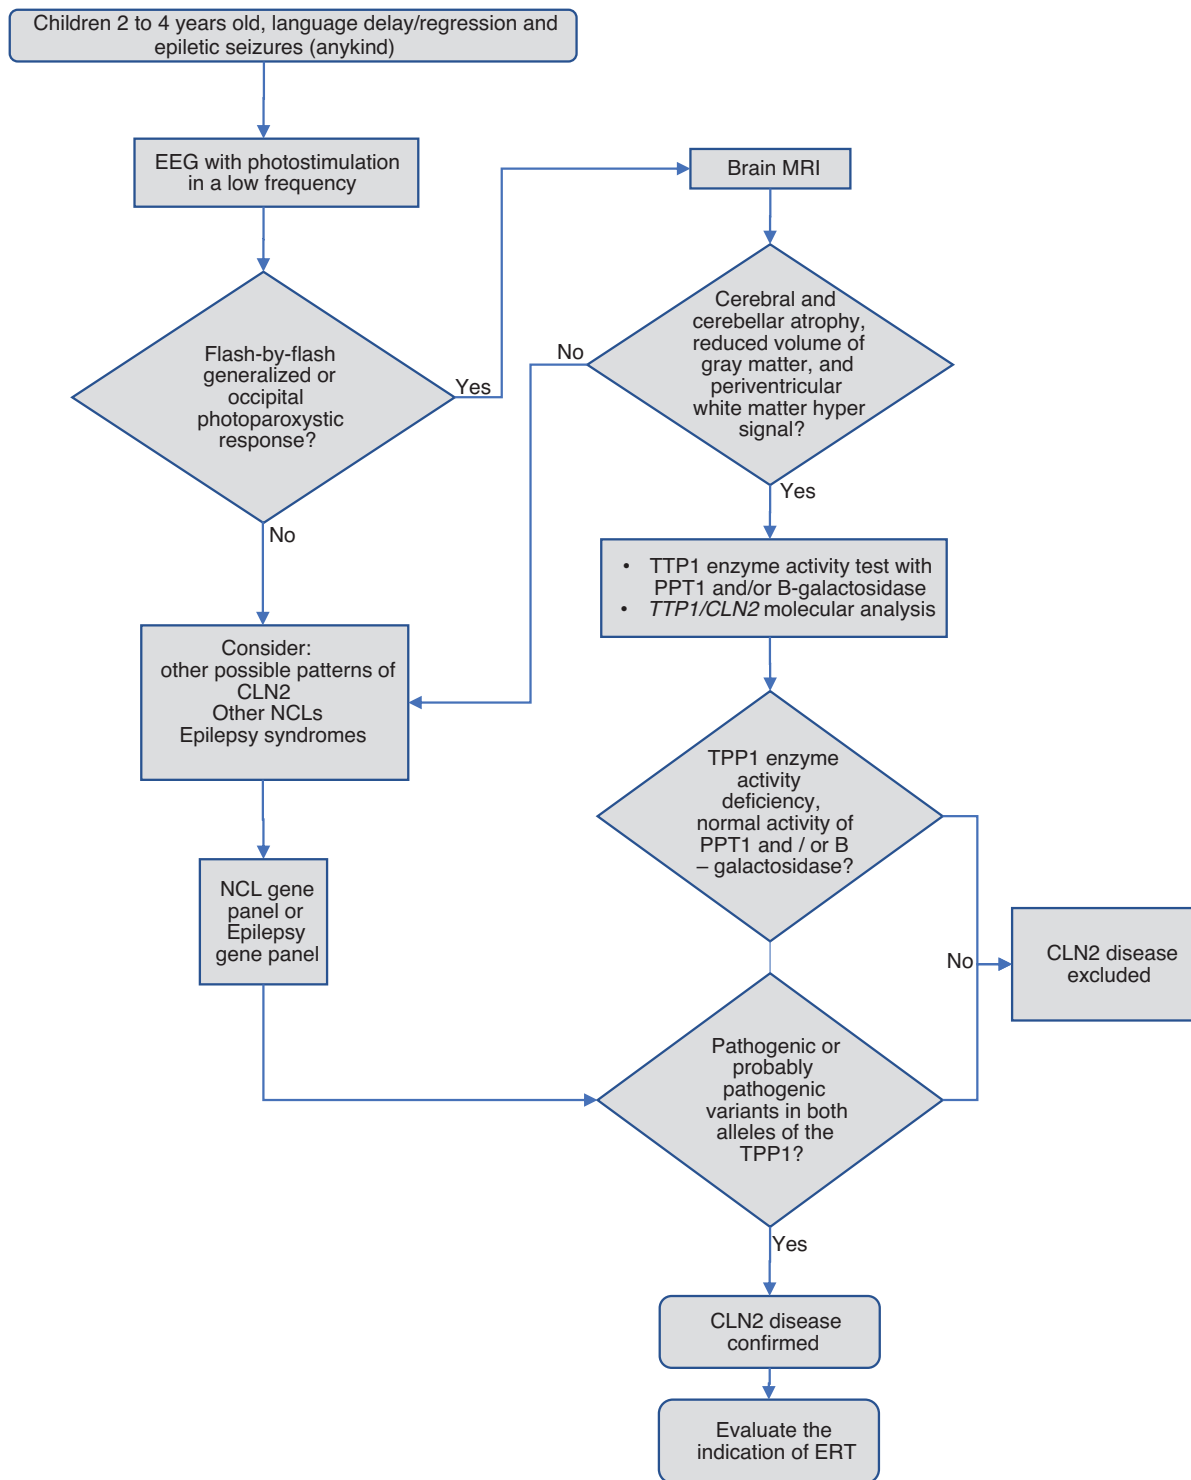 Children 2 to 4 years old, language delay/regression and
epiletic seizures (anykind)
EEG with photostimulation
in a low frequency
Flash-by-flash
generalized or
occipital
photoparoxystic
response?
Yes
No
Brain MRI
Cerebral and
cerebellar atrophy,
reduced volume of
gray matter, and
periventricular
white matter hyper
signal?
No
Yes
• TTP1 enzyme activity test with
PPT1 and/or B-galactosidase
• TTP1/CLN2 molecular analysis
Consider:
other possible patterns of
CLN2
Other NCLs
Epilepsy syndromes
NCL gene
panel or
Epilepsy
gene panel
TPP1 enzyme
activity
deficiency,
normal activity of
PPT1 and / or B
– galactosidase?
No
CLN2 disease
excluded
Pathogenic or
probably
pathogenic
variants in both
alleles of the
TPP1?
Yes
CLN2 disease
confirmed
Evaluate the
indication of ERT